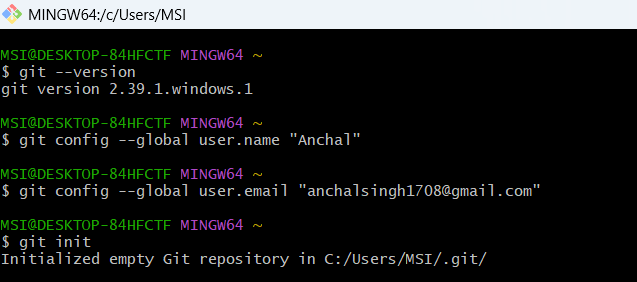 MINGW64:/c/Users/MSI
MSI@DESKTOP-84HFCTF MINGW64 ~
$ git --version
git version 2.39.1.windows.1
MSI@DESKTOP-84HFCTF MINGW64 ~
$ git config --global user.name "Anchal"
MSI@DESKTOP-84HFCTF MINGW64 ~
$ git config --global user.email "anchalsingh1708@gmail.com"
MSI@DESKTOP-84HFCTF MINGW64 ~
$ git init
Initialized empty Git repository in C:/Users/MSI/.git/